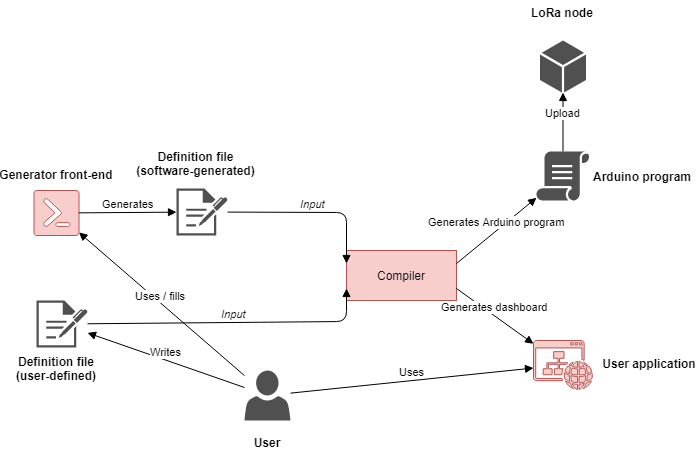 LoRa node
Upload
Definition file
(software-generated)
Generator front-end
Generates
Input
Arduino program
Generates Arduino program
Compiler
Uses / fills
Input
Generates dashboard
Definition file
(user-defined)
Writes
Uses
User application
User